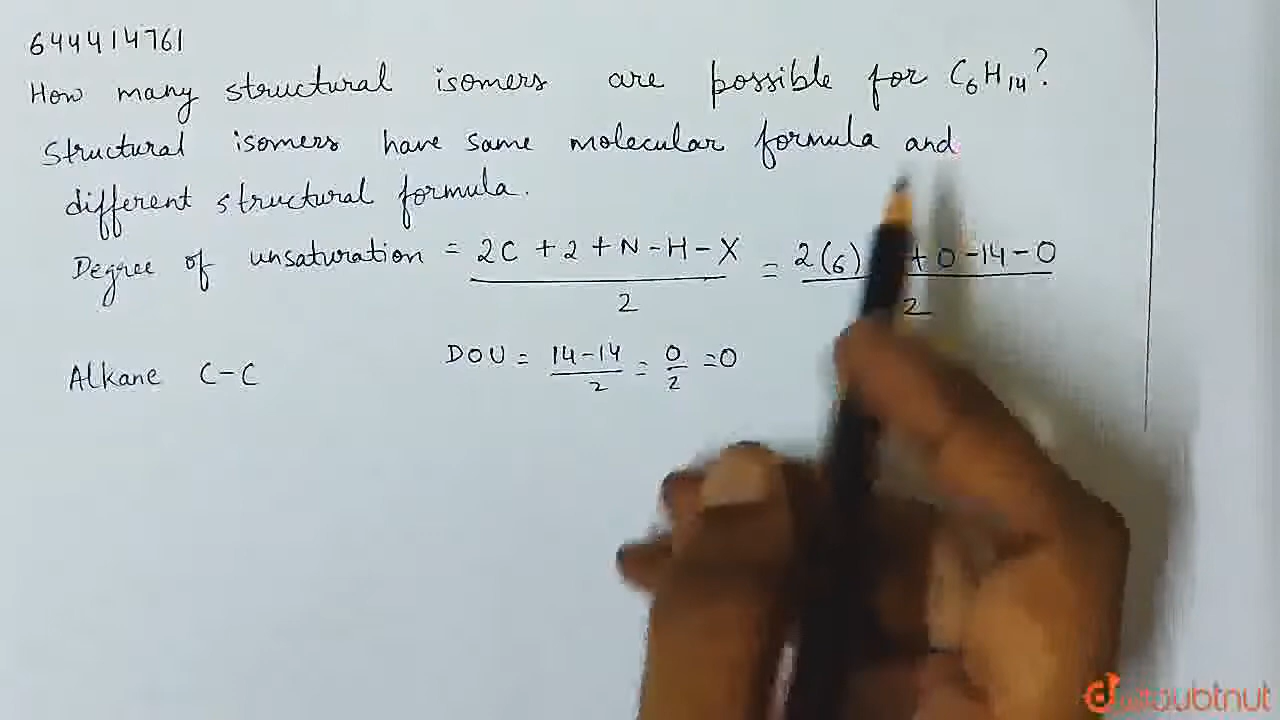 644414761
How many structural isomers are possible for C₆H₁₄?
Structural isomers have same molecular formula and
different structural formula.
Degree of unsaturation = 2C + 2 + N - H - X / 2 = 2(6) + 0 - 14 - 0 / 2
Alkane C-C DOU = 14-14 / 2 = 0/2 = 0
doubtnut